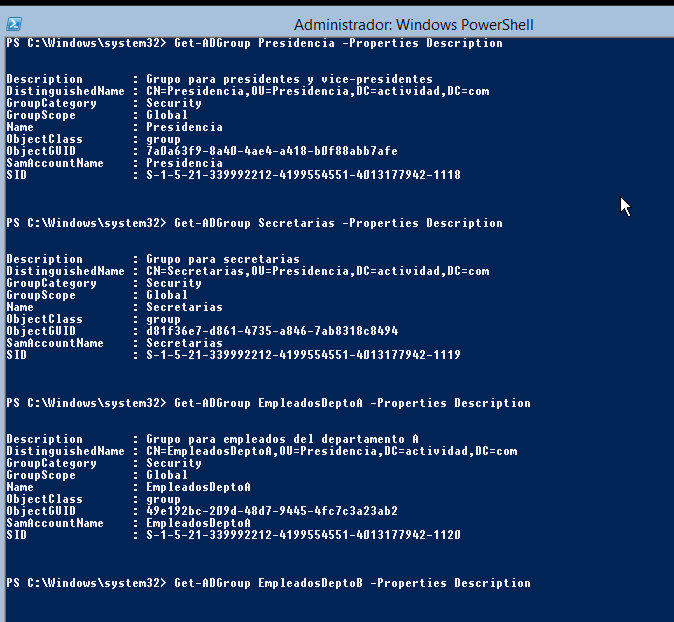 Administrador: Windows PowerShell
PS C:\Windows\system32> Get-ADGroup Presidencia -Properties Description
Description : Grupo para presidentes y vice-presidentes
DistinguishedName : CN=Presidencia,OU=Presidencia,DC=actividad,DC=com
GroupCategory : Security
GroupScope : Global
Name : Presidencia
ObjectClass : group
ObjectGUID : 7a0a63f9-8a40-4ae4-a418-b0f88abb7afe
SamAccountName : Presidencia
SID : S-1-5-21-339992212-4199554551-4013177942-1118
PS C:\Windows\system32> Get-ADGroup Secretarias -Properties Description
Description : Grupo para secretarias
DistinguishedName : CN=Secretarias,OU=Presidencia,DC=actividad,DC=com
GroupCategory : Security
GroupScope : Global
Name : Secretarias
ObjectClass : group
ObjectGUID : d81f36e7-d861-4735-a846-7ab8318c8494
SamAccountName : Secretarias
SID : S-1-5-21-339992212-4199554551-4013177942-1119
PS C:\Windows\system32> Get-ADGroup EmpleadosDeptoA -Properties Description
Description : Grupo para empleados del departamento A
DistinguishedName : CN=EmpleadosDeptoA,OU=Presidencia,DC=actividad,DC=com
GroupCategory : Security
GroupScope : Global
Name : EmpleadosDeptoA
ObjectClass : group
ObjectGUID : 49e192bc-209d-48d7-9445-4fc7c3a23ab2
SamAccountName : EmpleadosDeptoA
SID : S-1-5-21-339992212-4199554551-4013177942-1120
PS C:\Windows\system32> Get-ADGroup EmpleadosDeptoB -Properties Description